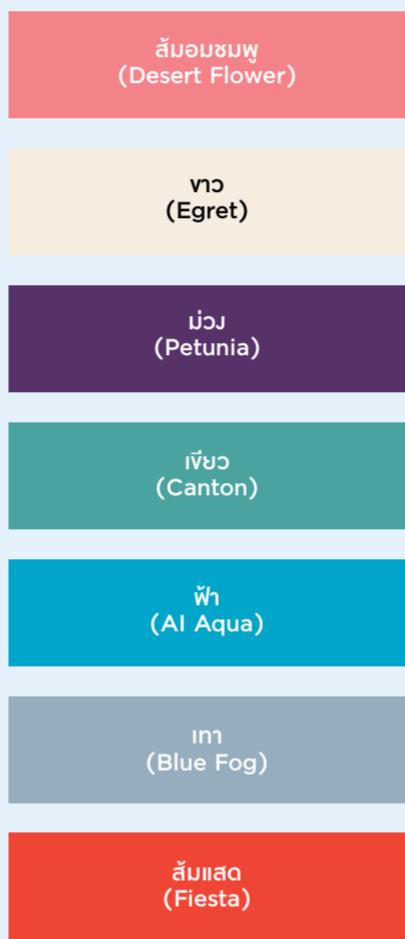 ส้มอมชมพู
(Desert Flower)
ขาว
(Egret)
ม่วง
(Petunia)
เขียว
(Canton)
ฟ้า
(AI Aqua)
เทา
(Blue Fog)
ส้มแสด
(Fiesta)